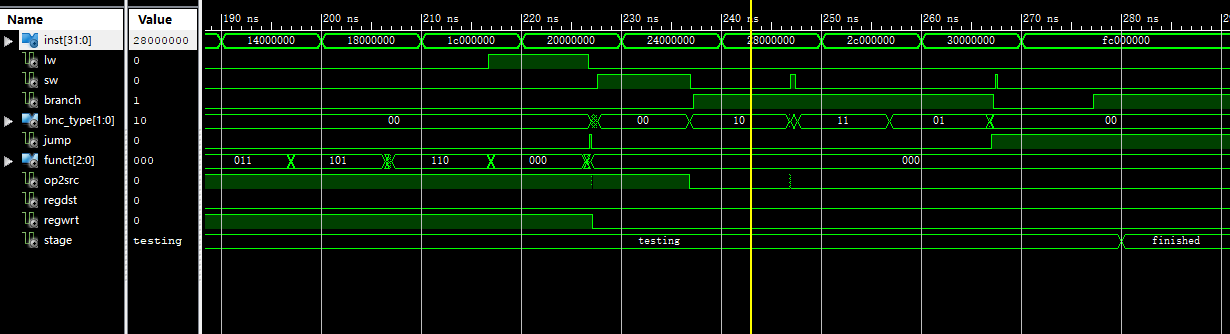 Name Value 190 ns 200 ns 210 ns 220 ns 230 ns 240 ns 250 ns 260 ns 270 ns 280 ns
inst[31:0] 28000000 14000000 18000000 1c000000 20000000 24000000 28000000 2c000000 30000000 fc000000
lw 0
sw 0
branch 1
bnc_type[1:0] 10 00 00 10 11 01 00
jump 0
funct[2:0] 000 011 101 110 000 000
op2src 0
regdst 0
regwrt 0
stage testing testing finished